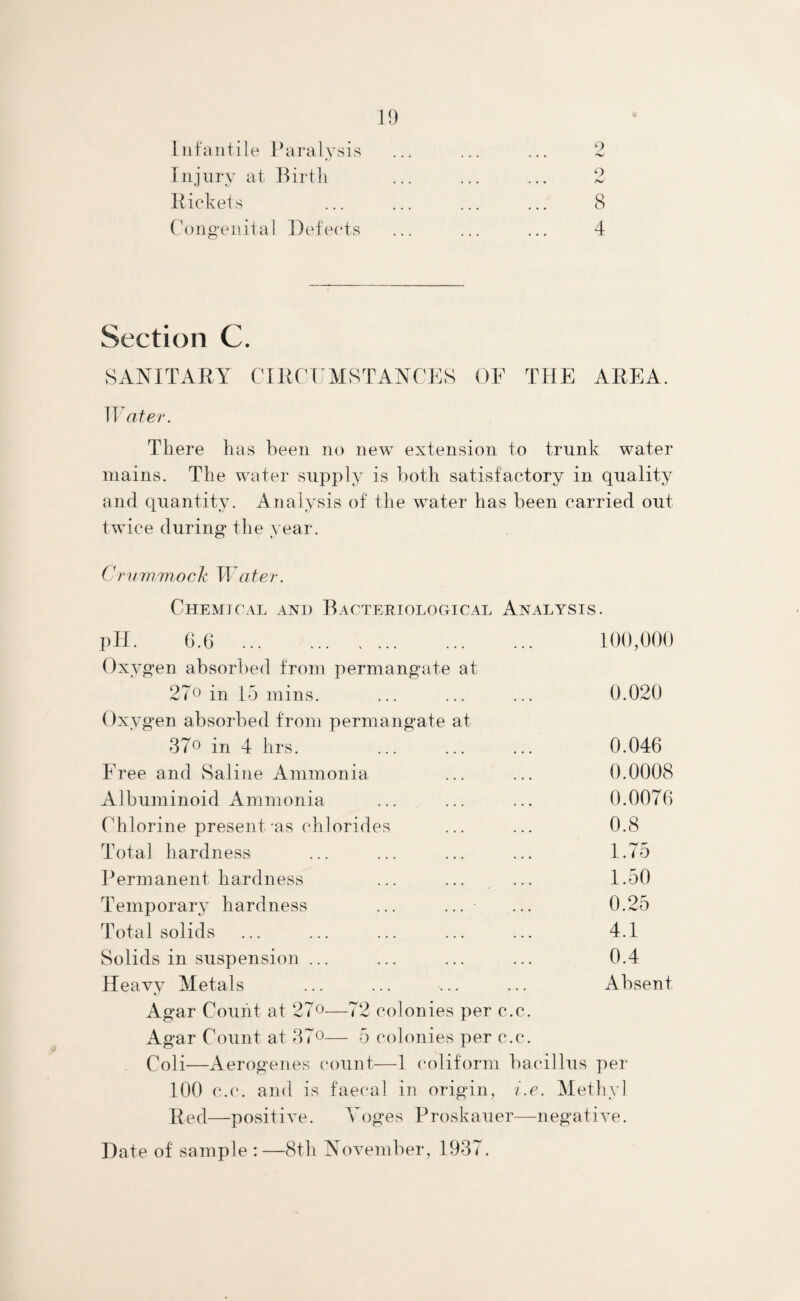 19
Infantile Paralysis ... ... ... 2
Injury at Birth ... ... ... 2
Rickets ... ... ... ... 8
Congenital Defects ... ... ... 4
Section C.
SANITARY CIRCUMSTANCES OF THE AREA.
Water.
There has been no new extension to trunk water
mains. The water supply is both satisfactory in quality
and quantity. Analysis of the water has been carried out
twice during the year.
Crummock Water.
Chemical and Bacteriological Analysis.
pH. 6.6 ... ... ... ... ... 100,000
Oxygen absorbed from permangate at
27o in 15 mins. ... ... ... 0.020
Oxygen absorbed from permangate at
37o in 4 hrs. ... ... ... 0.046
Free and Saline Ammonia ... ... 0.0008
Albuminoid Ammonia ... ... ... 0.0076
Chlorine present as chlorides ... ... 0.8
Total hardness ... ... ... ... 1.75
Permanent hardness ... ... ... 1.50
Temporary hardness ... ... ... 0.25
Total solids ... ... ... ... ... 4.1
Solids in suspension ... ... ... ... 0.4
Heavy Metals ... ... ... ... Absent
Agar Count at 27o—72 colonies per c.c.
Agar Count at 37o— 5 colonies per c.c.
Coli—Aerogenes count—1 coliform bacillus per
100 c.c. and is faecal in origin, i.e. Methyl
Red—positive. Voges Proskauer—negative.
Date of sample :—8th November, 1937.